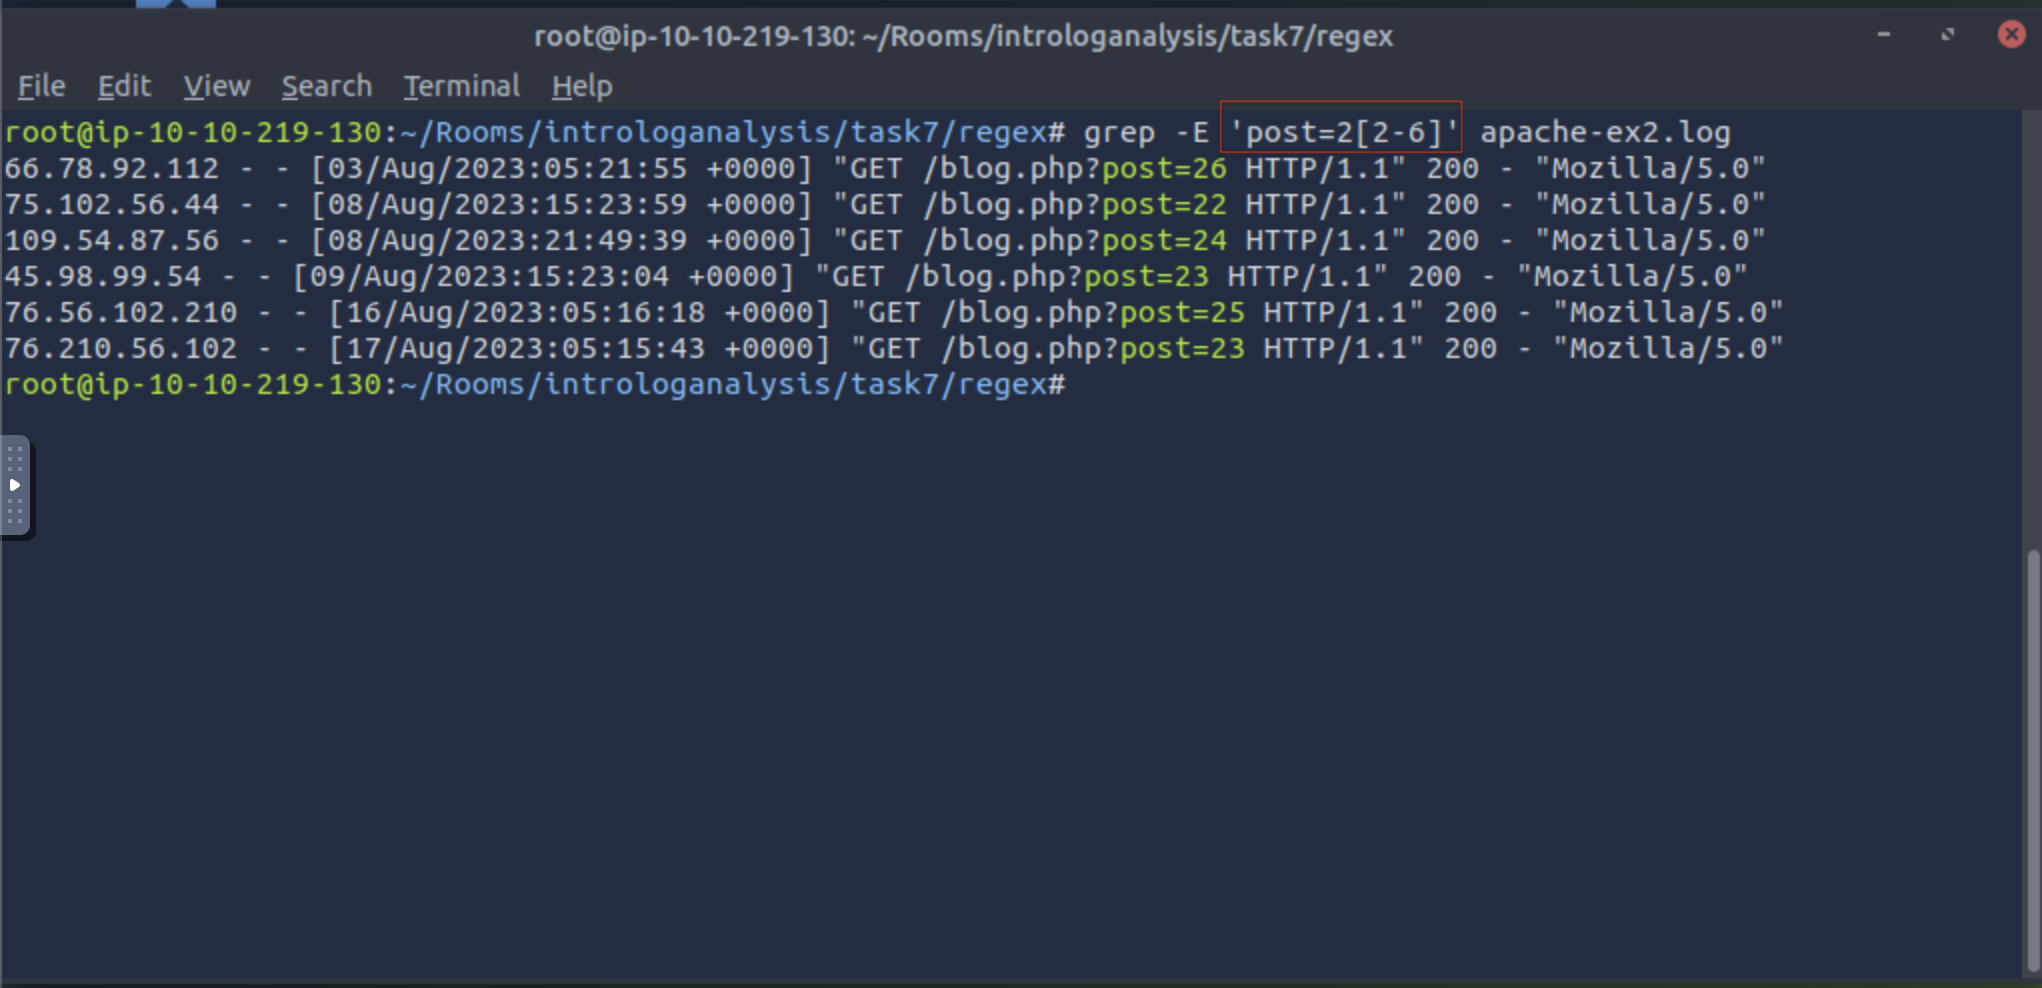 root@ip-10-10-219-130: ~/Rooms/introloganalysis/task7/regex
File Edit View Search Terminal Help
root@ip-10-10-219-130:~/Rooms/introloganalysis/task7/regex# grep -E 'post=2[2-6]' apache-ex2.log
66.78.92.112 - - [03/Aug/2023:05:21:55 +0000] "GET /blog.php?post=26 HTTP/1.1" 200 - "Mozilla/5.0"
75.102.56.44 - - [08/Aug/2023:15:23:59 +0000] "GET /blog.php?post=22 HTTP/1.1" 200 - "Mozilla/5.0"
109.54.87.56 - - [08/Aug/2023:21:49:39 +0000] "GET /blog.php?post=24 HTTP/1.1" 200 - "Mozilla/5.0"
45.98.99.54 - - [09/Aug/2023:15:23:04 +0000] "GET /blog.php?post=23 HTTP/1.1" 200 - "Mozilla/5.0"
76.56.102.210 - - [16/Aug/2023:05:16:18 +0000] "GET /blog.php?post=25 HTTP/1.1" 200 - "Mozilla/5.0"
76.210.56.102 - - [17/Aug/2023:05:15:43 +0000] "GET /blog.php?post=23 HTTP/1.1" 200 - "Mozilla/5.0"
root@ip-10-10-219-130:~/Rooms/introloganalysis/task7/regex#